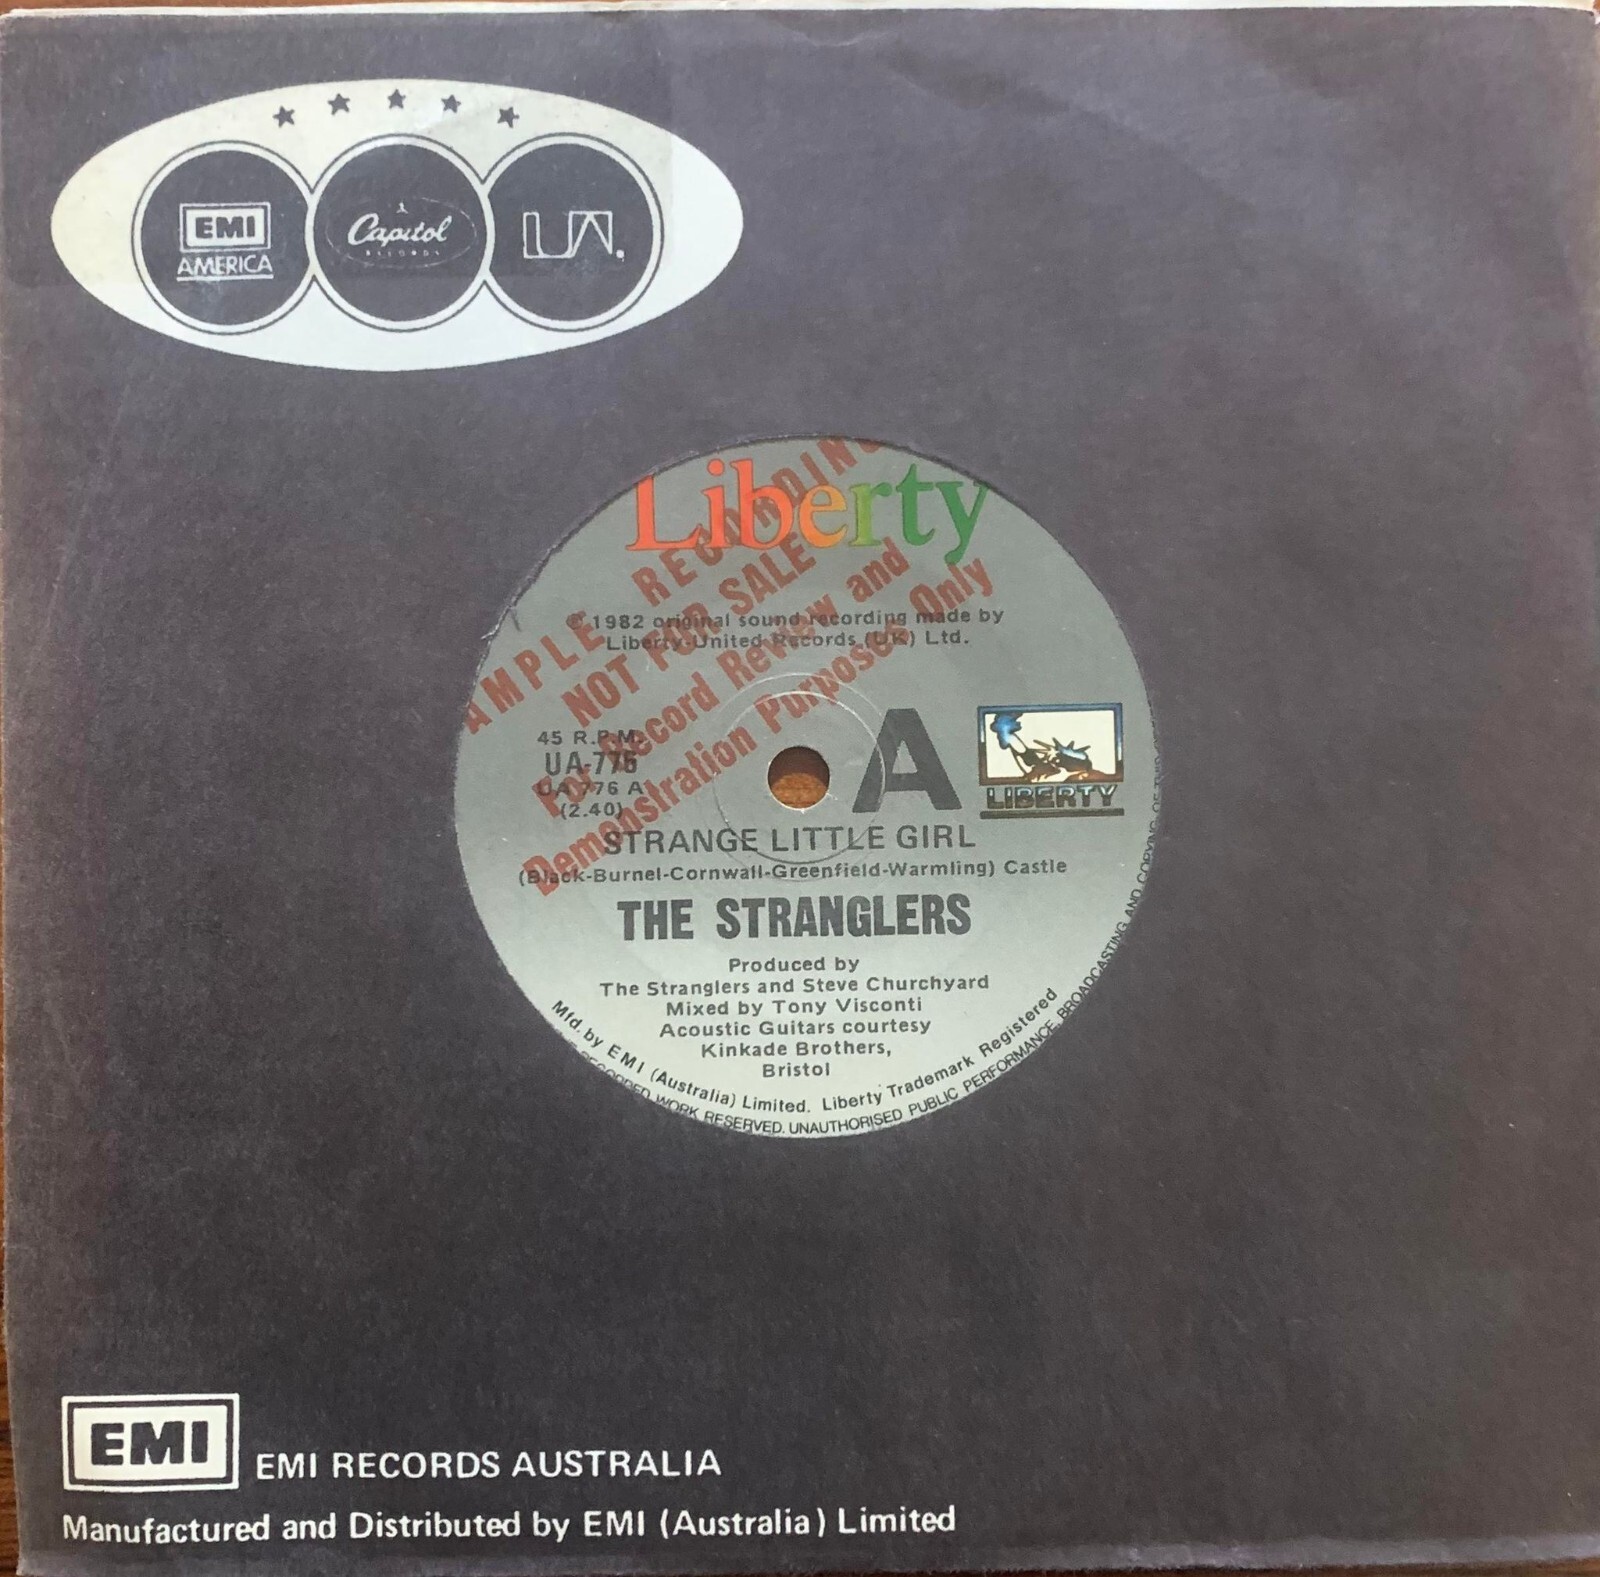 EMI
AMERICA
Capitol
RECORDS
UA.
Liberty
AMPLE RECORDING
NOT FOR SALE
For Record Review and
Demonstration Purposes Only
℗ 1982 original sound recording made by
Liberty-United Records (UK) Ltd.
45 R.P.M.
UA-776
UA 776 A
(2.40)
A
LIBERTY
STRANGE LITTLE GIRL
(Black-Burnel-Cornwall-Greenfield-Warmling) Castle
THE STRANGLERS
Produced by
The Stranglers and Steve Churchyard
Mixed by Tony Visconti
Acoustic Guitars courtesy
Kinkade Brothers,
Bristol
Mfd. by EMI (Australia) Limited. Liberty Trademark Registered
RECORDED WORK RESERVED. UNAUTHORISED PUBLIC PERFORMANCE, BROADCASTING AND COPYING OF THIS
EMI
EMI RECORDS AUSTRALIA
Manufactured and Distributed by EMI (Australia) Limited